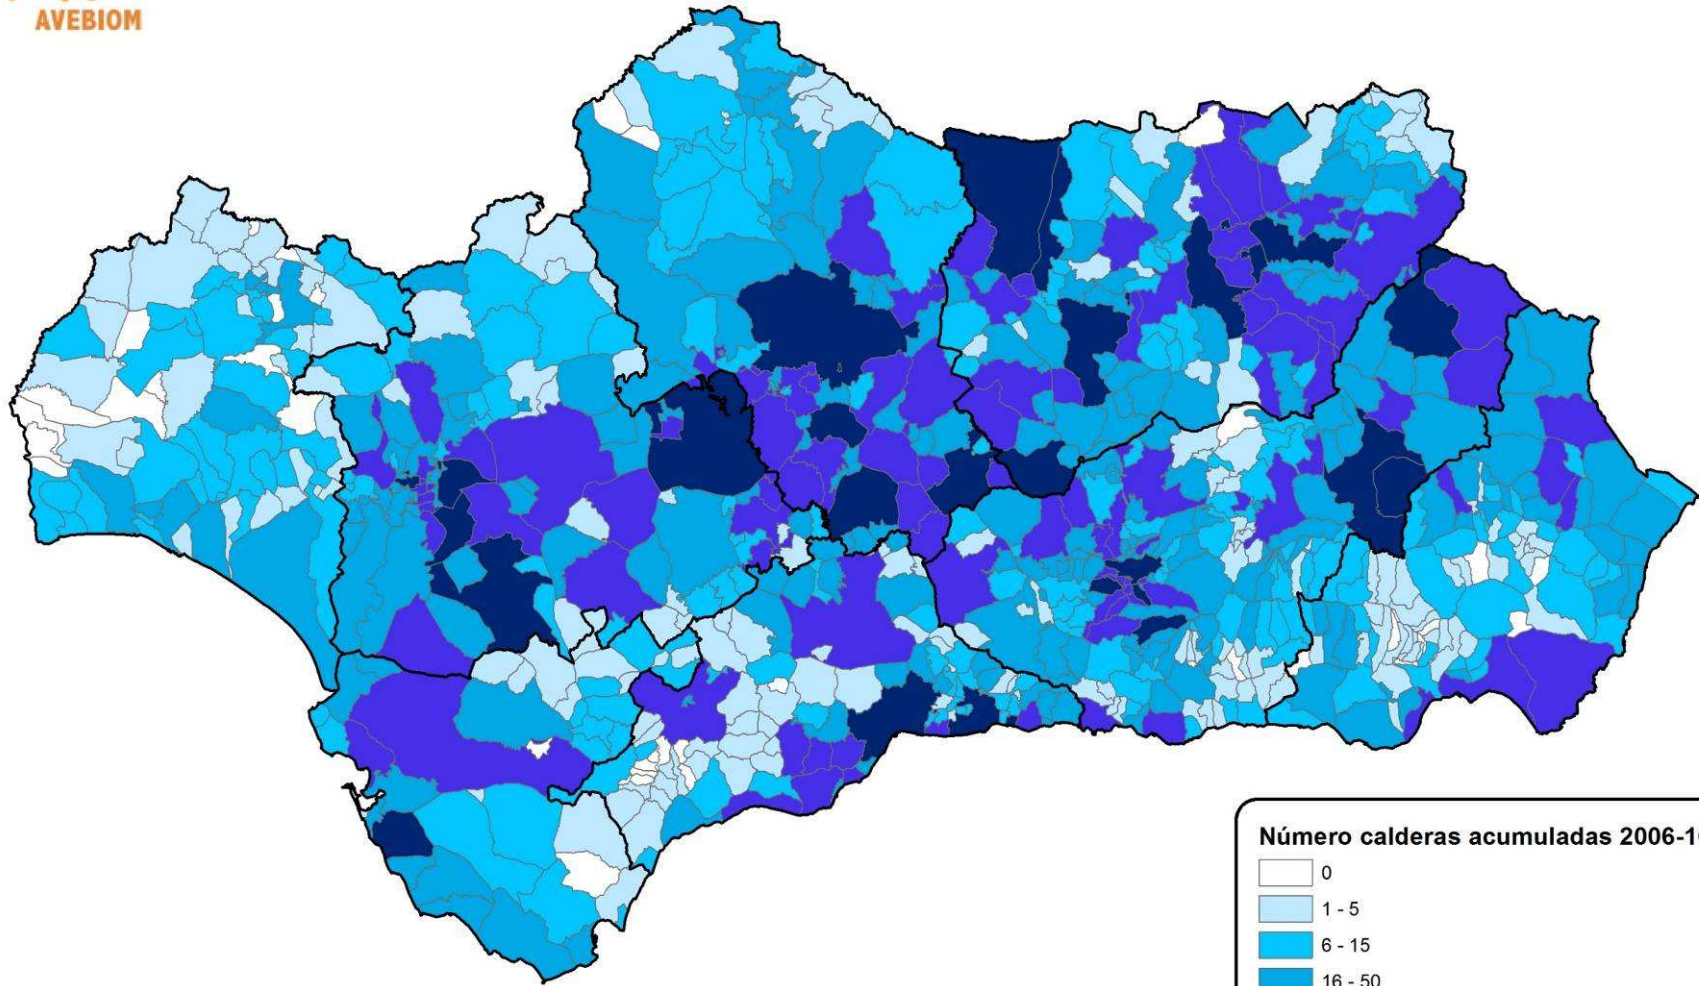 AVEBIOM
Número calderas acumuladas 2006-1
0
1 - 5
6 - 15
16 - 50